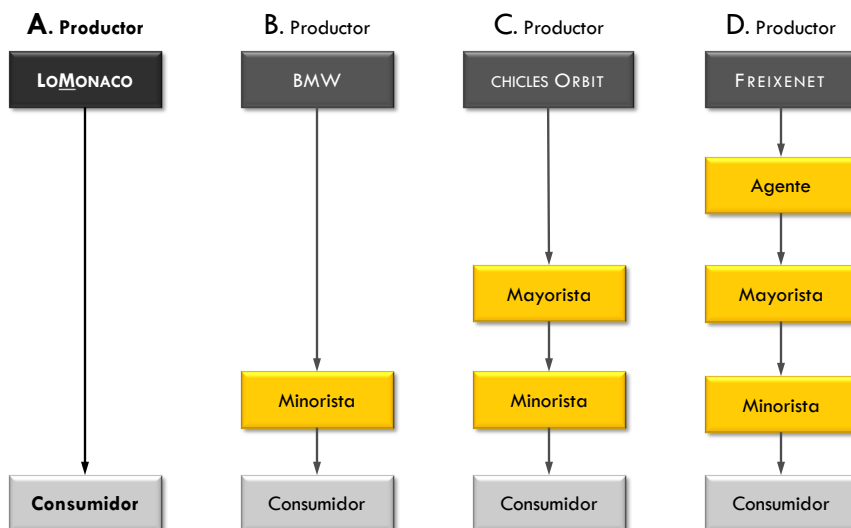 A. Productor
B. Productor
C. Productor
D. Productor
LOMONACO
BMW
CHICLES ORBIT
FREIXENET
Agente
Mayorista
Mayorista
Minorista
Minorista
Minorista
Consumidor
Consumidor
Consumidor
Consumidor